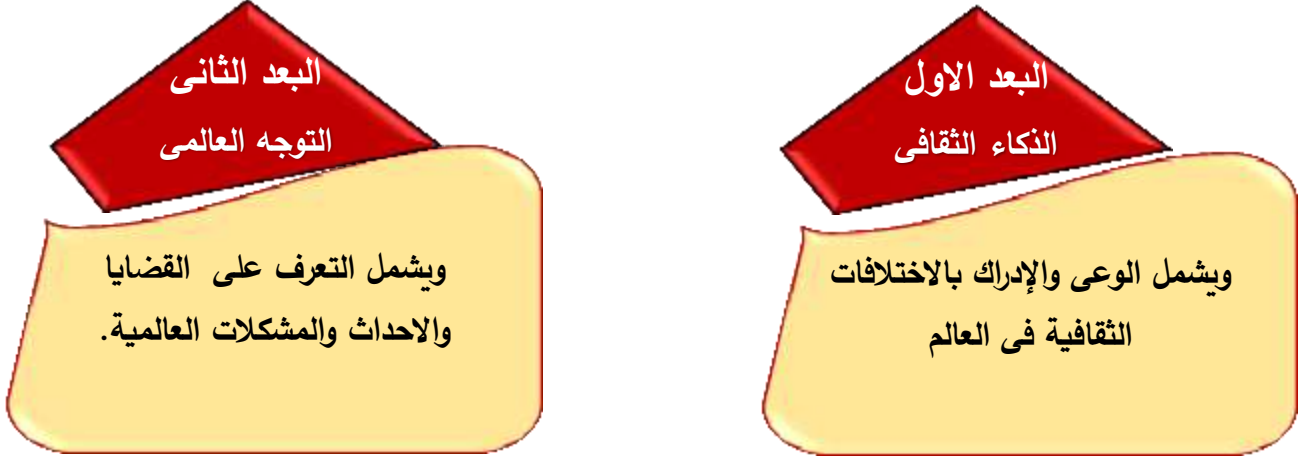 البعد الاول
الذكاء الثقافى
ويشمل الوعى والإدراك بالاختلافات
الثقافية فى العالم
البعد الثانى
التوجه العالمى
ويشمل التعرف على القضايا
والاحداث والمشكلات العالمية.